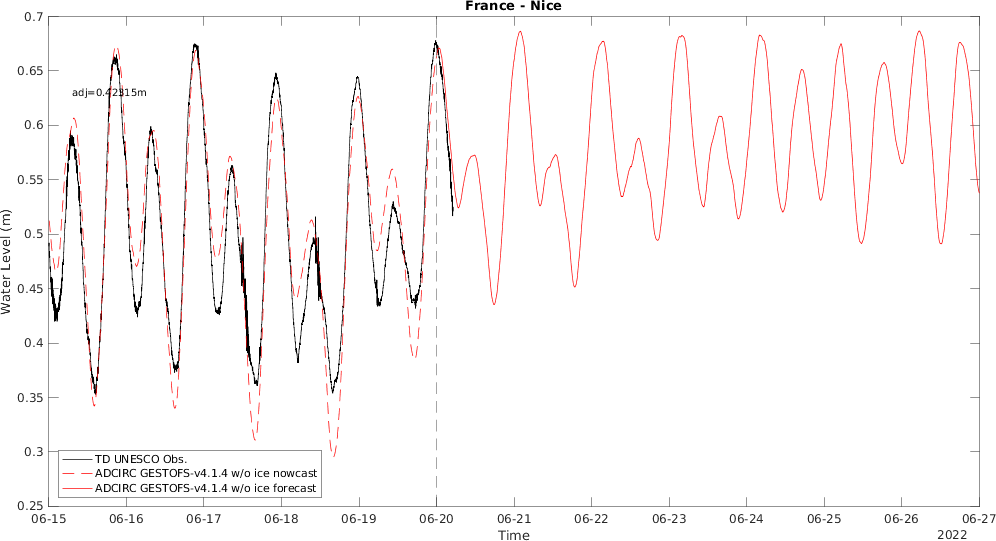 France - Nice
0.7
0.65
0.6
0.55
0.5
0.45
0.4
0.35
0.3
0.25
Water Level (m)
adj=0.42315m
TD UNESCO Obs.
ADCIRC GESTOFS-v4.1.4 w/o ice nowcast
ADCIRC GESTOFS-v4.1.4 w/o ice forecast
06-15 06-16 06-17 06-18 06-19 06-20 06-21 06-22 06-23 06-24 06-25 06-26 06-27
Time
2022